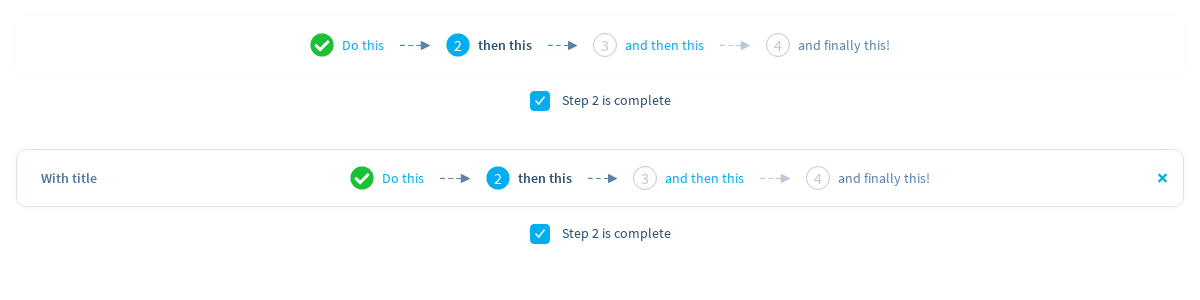 Do this 2 then this 3 and then this 4 and finally this!
Step 2 is complete
With title Do this 2 then this 3 and then this 4 and finally this!
Step 2 is complete